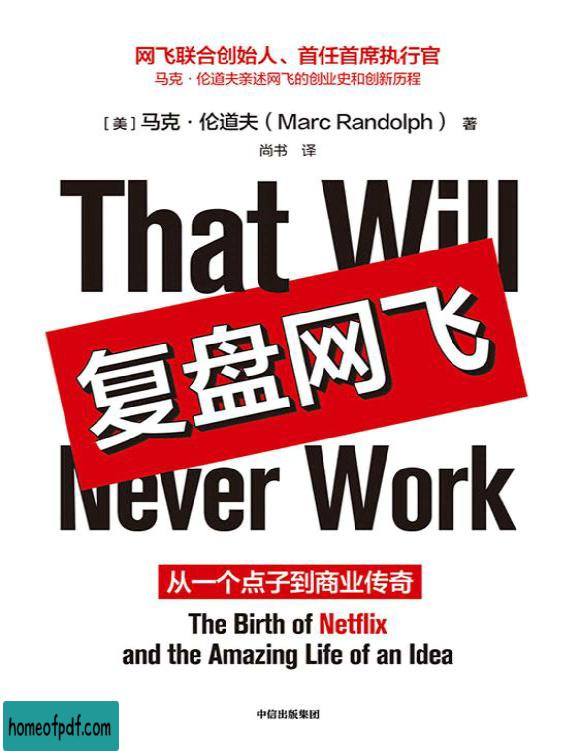 网飞联合创始人、首任首席执行官
马克·伦道夫亲述网飞的创业史和创新历程
[美]马克·伦道夫(Marc Randolph) 著
尚书 译
That Will
复盘网飞
Never Work
从一个点子到商业传奇
The Birth of Netflix
and the Amazing Life of an Idea
homeofpdf.com
中信出版集团